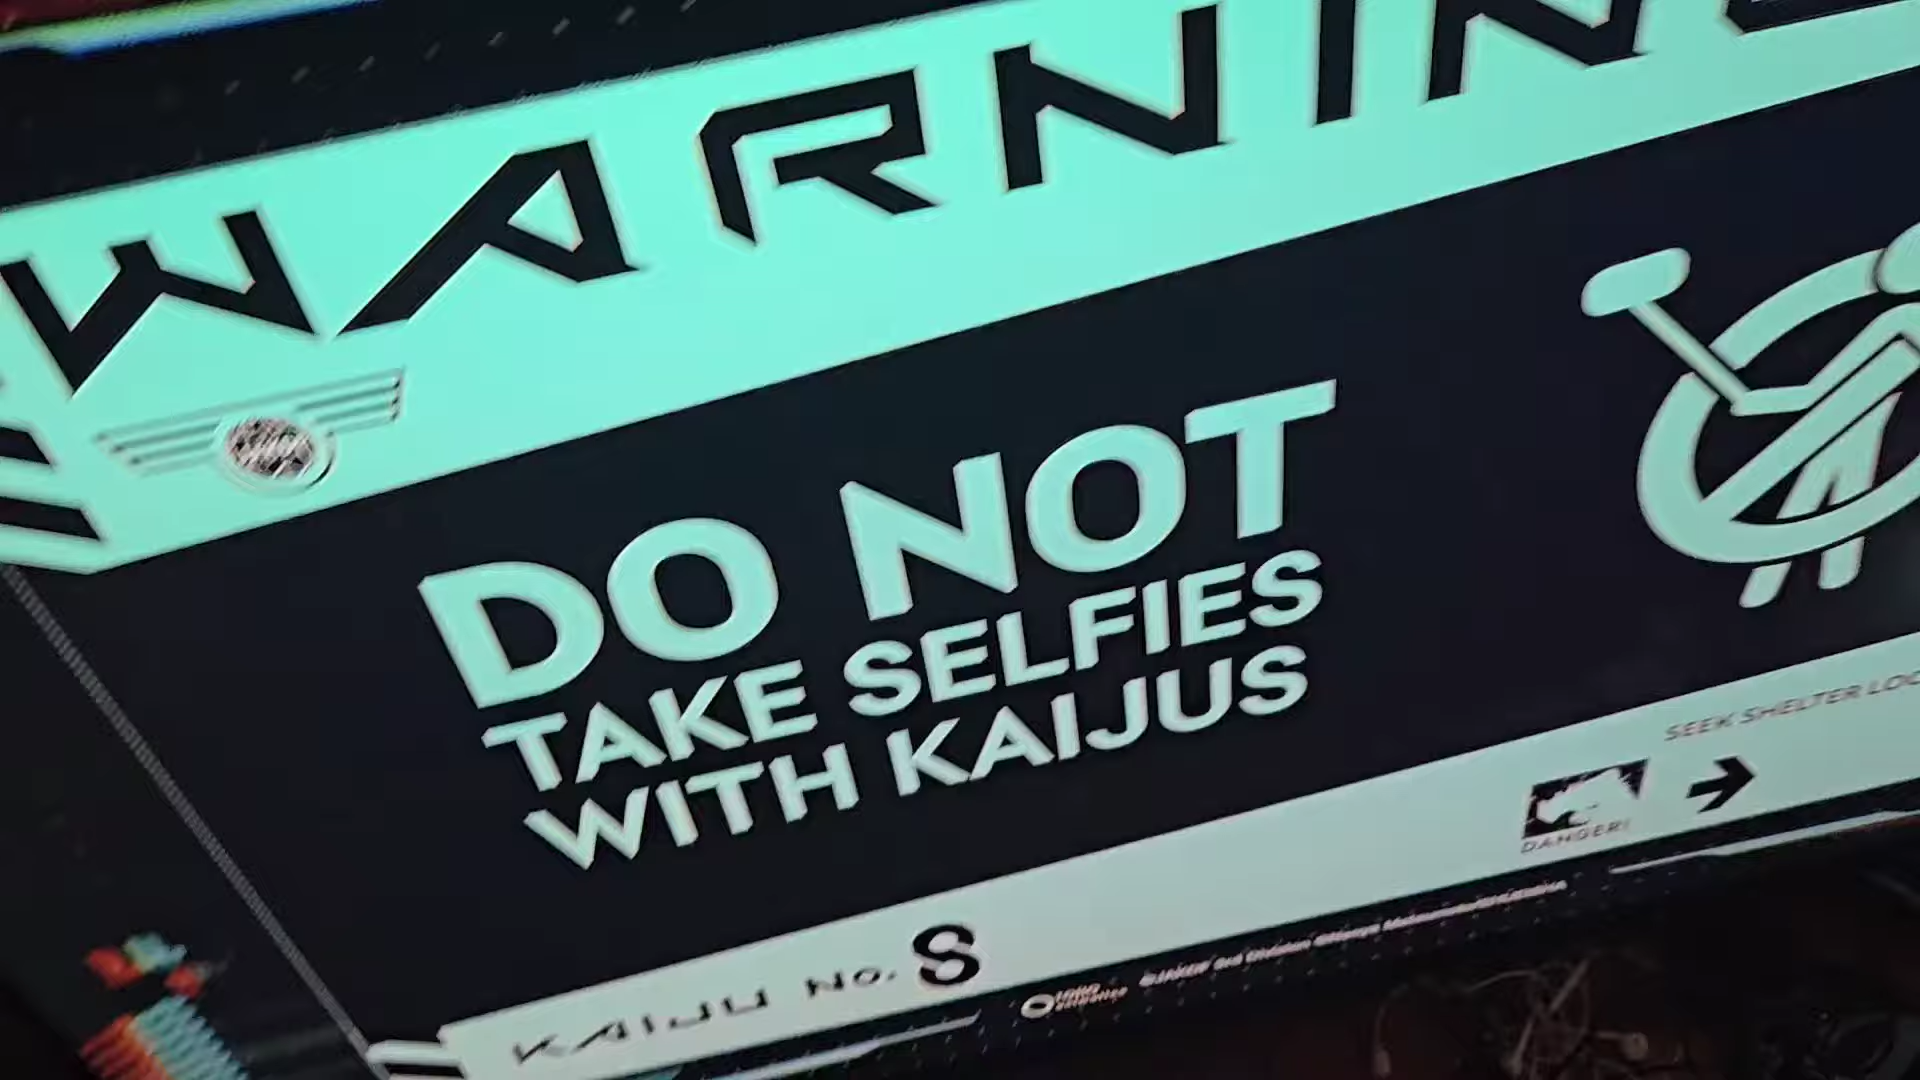 WARNING
DO NOT
TAKE SELFIES
WITH KAIJUS
SEEK SHELTER
DANGER!
KAIJU No. 8